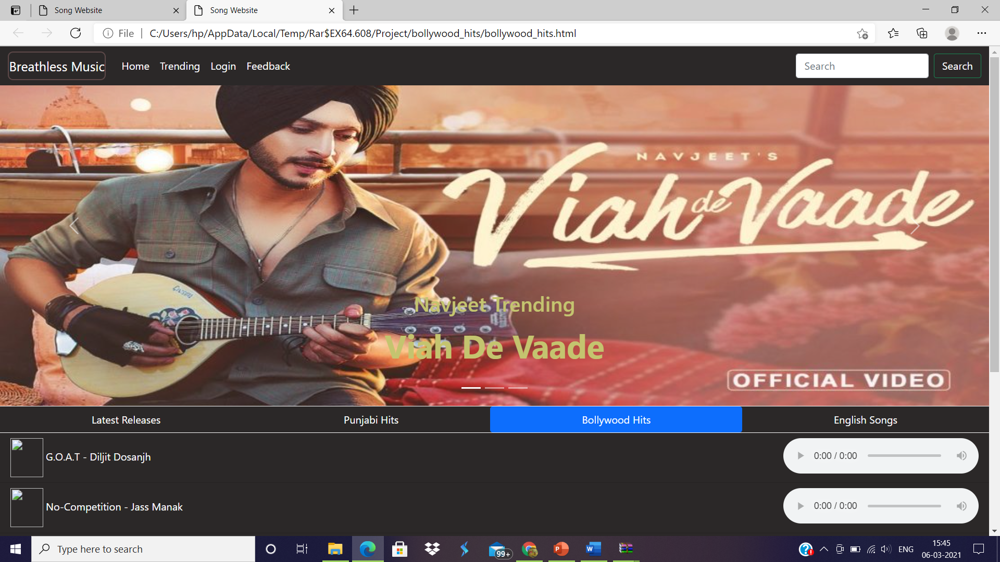 Song Website
Song Website
File
C:/Users/hp/AppData/Local/Temp/Rar$EX64.608/Project/bollywood_hits/bollywood_hits.html
Breathless Music Home Trending Login Feedback Search Search
NAVJEET'S
Viah de Vaade
Navjeet Trending
Viah De Vaade
OFFICIAL VIDEO
Latest Releases Punjabi Hits Bollywood Hits English Songs
G.O.A.T - Diljit Dosanjh 0:00 / 0:00
No-Competition - Jass Manak 0:00 / 0:00
Type here to search 99+ ENG 15:45
06-03-2021